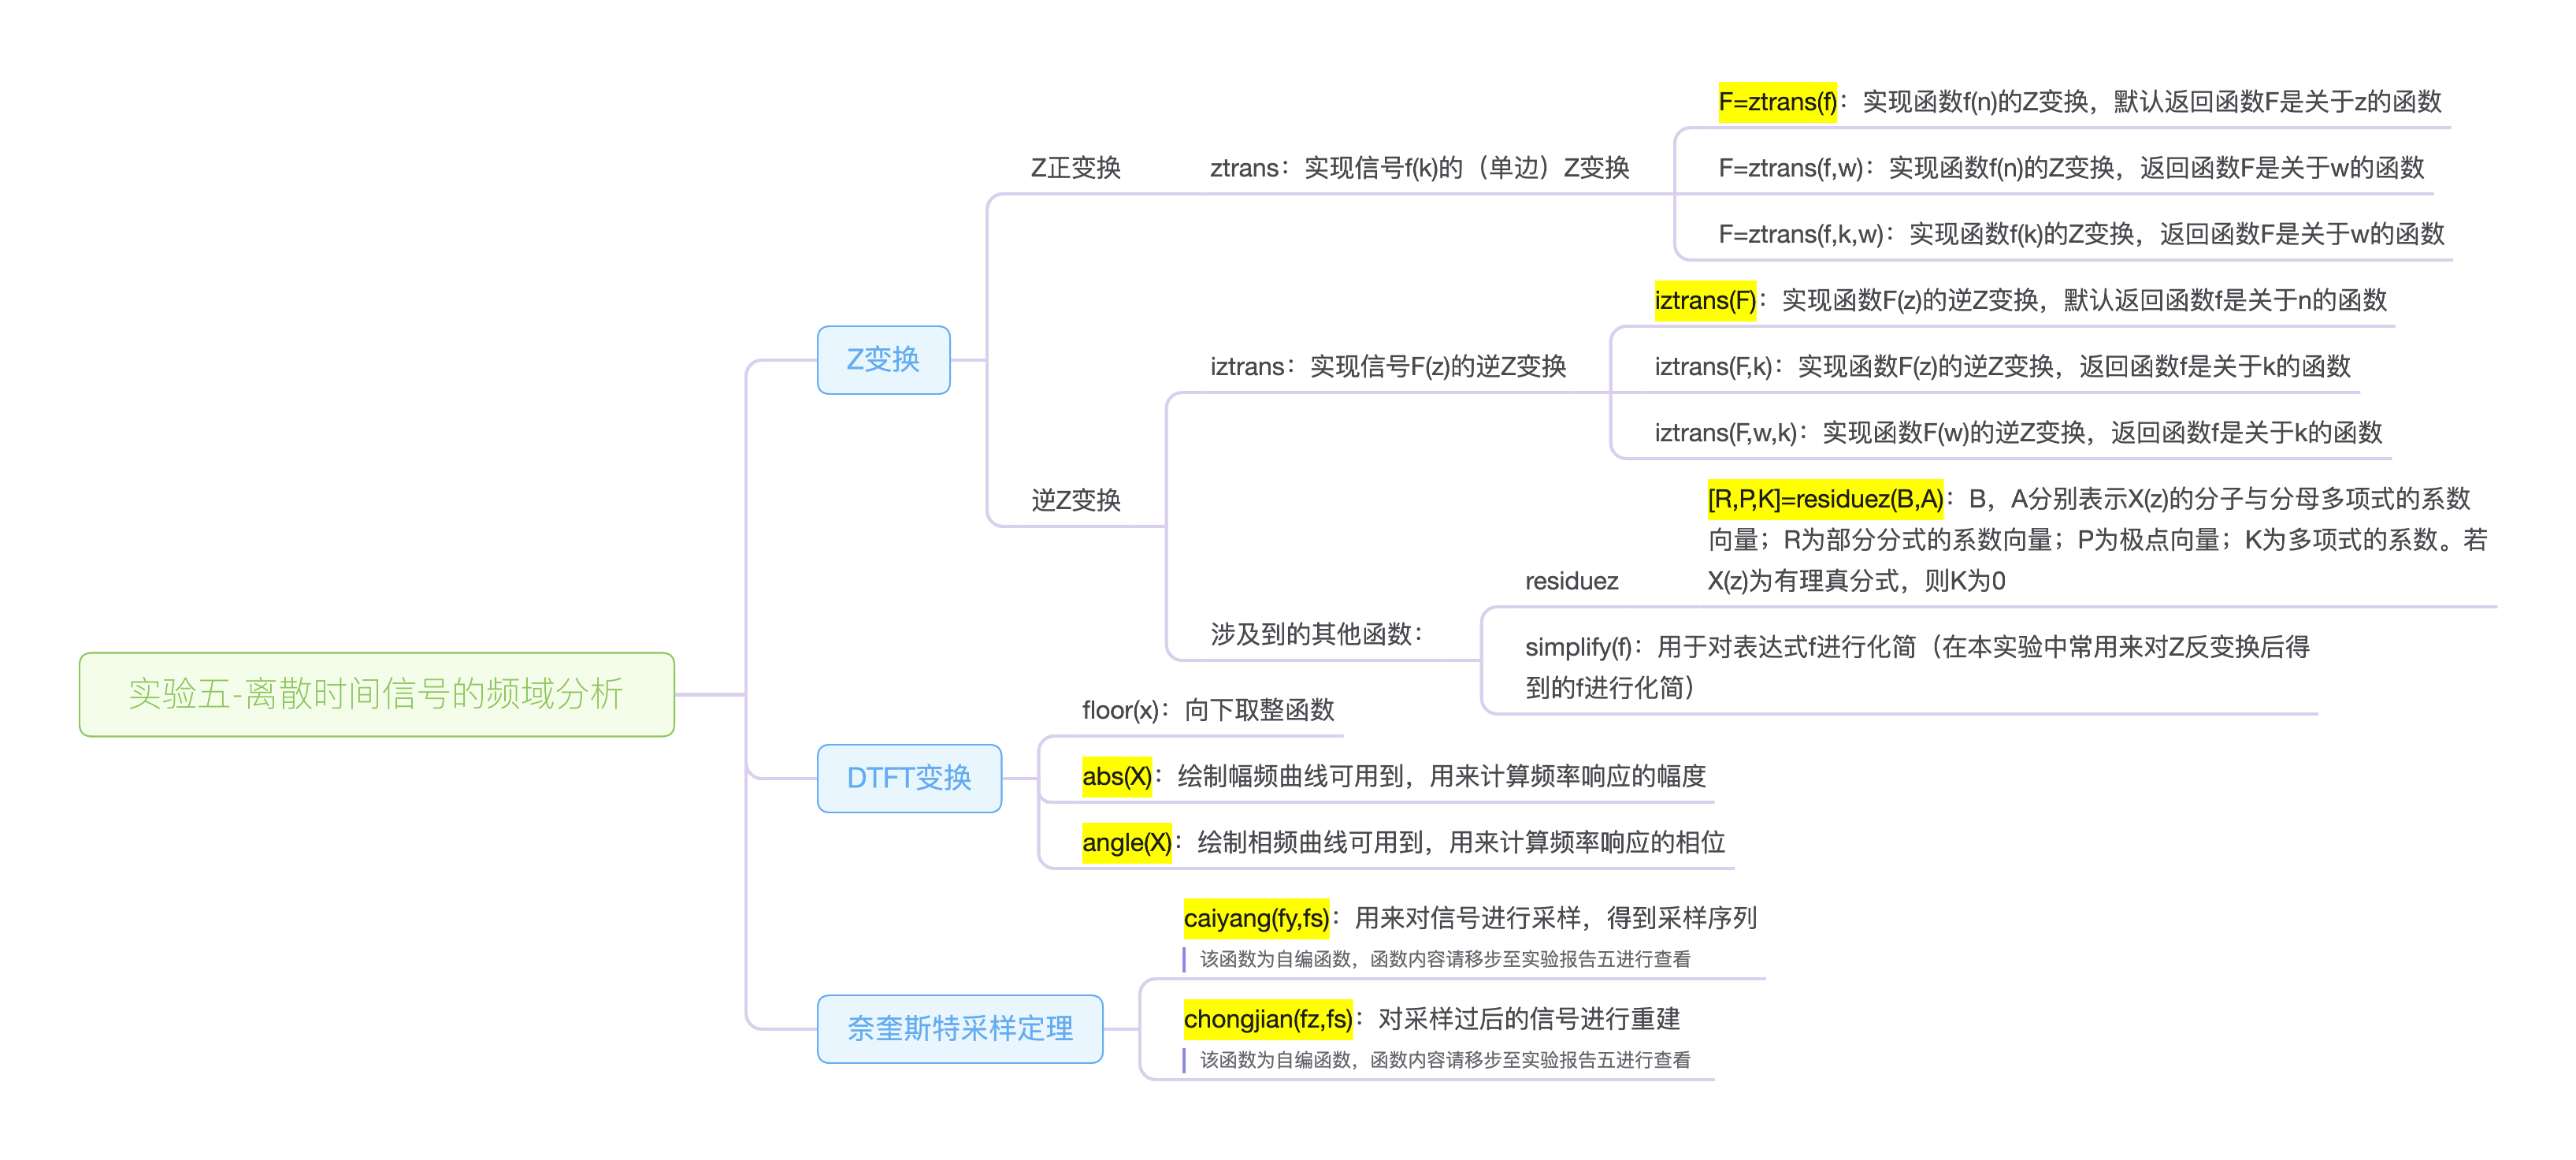 实验五-离散时间信号的频域分析
Z变换
Z正变换
ztrans：实现信号f(k)的（单边）Z变换
F=ztrans(f)：实现函数f(n)的Z变换，默认返回函数F是关于z的函数
F=ztrans(f,w)：实现函数f(n)的Z变换，返回函数F是关于w的函数
F=ztrans(f,k,w)：实现函数f(k)的Z变换，返回函数F是关于w的函数
逆Z变换
iztrans：实现信号F(z)的逆Z变换
iztrans(F)：实现函数F(z)的逆Z变换，默认返回函数f是关于n的函数
iztrans(F,k)：实现函数F(z)的逆Z变换，返回函数f是关于k的函数
iztrans(F,w,k)：实现函数F(w)的逆Z变换，返回函数f是关于k的函数
涉及到的其他函数：
residuez
[R,P,K]=residuez(B,A)：B，A分别表示X(z)的分子与分母多项式的系数
向量；R为部分分式的系数向量；P为极点向量；K为多项式的系数。若
X(z)为有理真分式，则K为0
simplify(f)：用于对表达式f进行化简（在本实验中常用来对Z反变换后得
到的f进行化简）
DTFT变换
floor(x)：向下取整函数
abs(X)：绘制幅频曲线可用到，用来计算频率响应的幅度
angle(X)：绘制相频曲线可用到，用来计算频率响应的相位
奈奎斯特采样定理
caiyang(fy,fs)：用来对信号进行采样，得到采样序列
该函数为自编函数，函数内容请移步至实验报告五进行查看
chongjian(fz,fs)：对采样过后的信号进行重建
该函数为自编函数，函数内容请移步至实验报告五进行查看